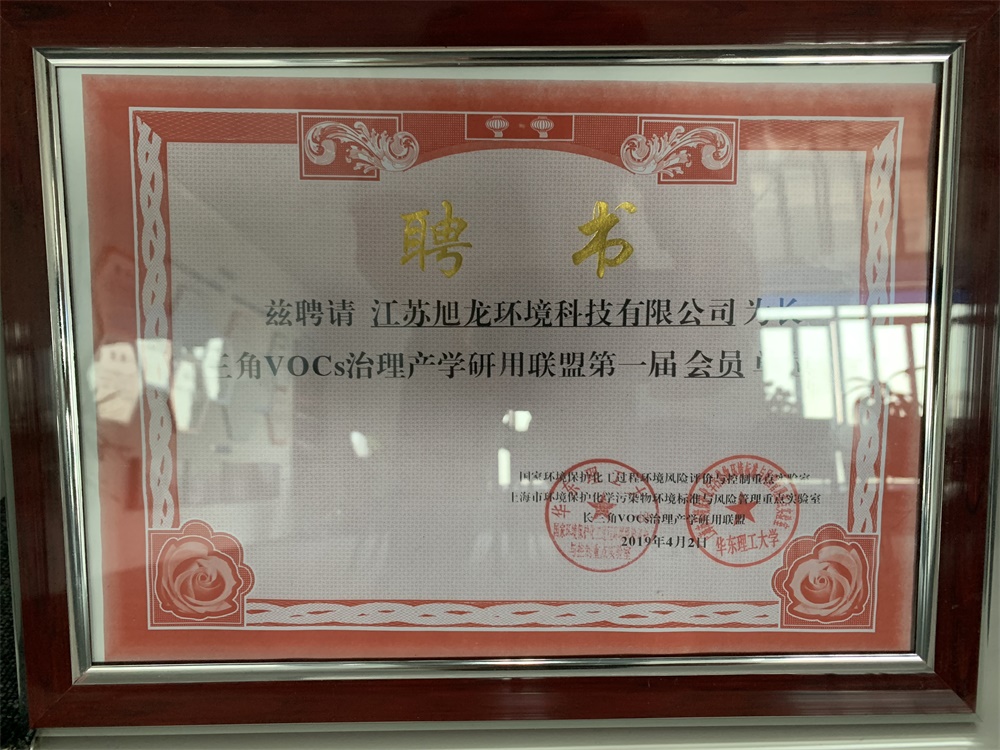 聘书
兹聘请 江苏旭龙环境科技有限公司 为长
三角VOCs治理产学研用联盟第一届 会员
国家环境保护化工过程环境风险评价与控制重点实验室
上海市环境保护化学污染物环境标准与风险管理重点实验室
长三角VOCs治理产学研用联盟
2019年4月2日
华东理工大学